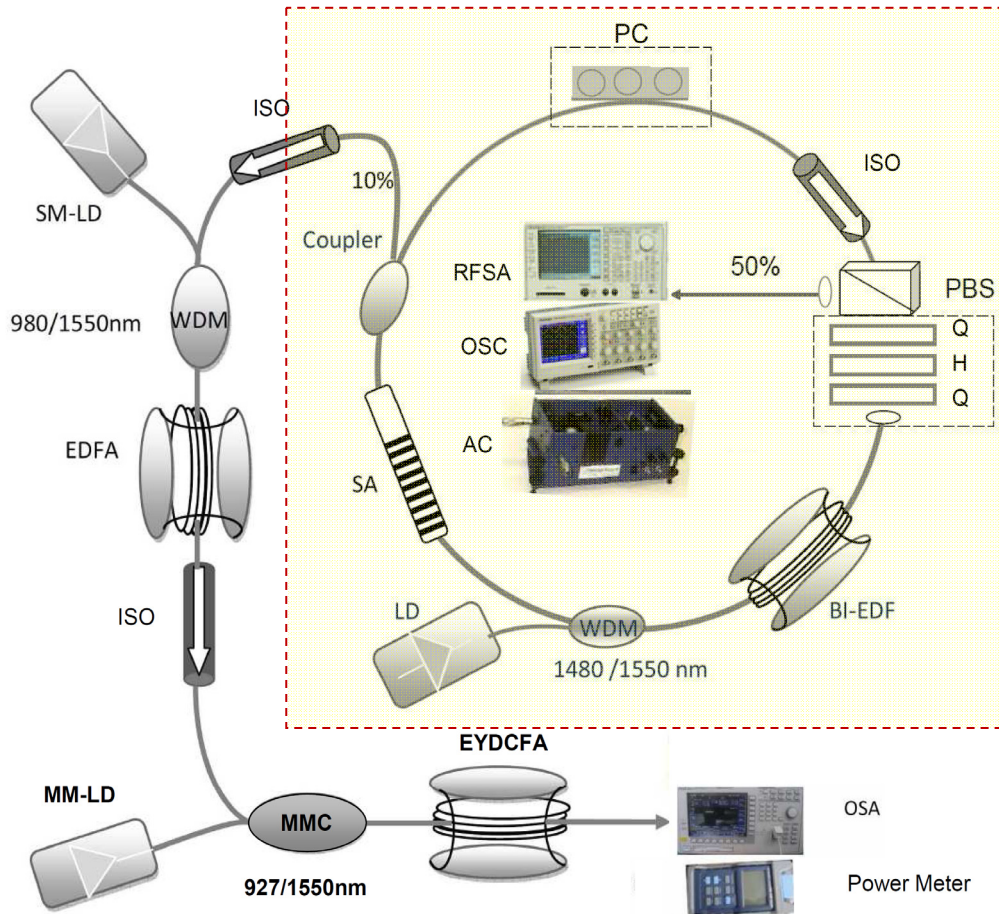 PC
ISO
ISO
10%
SM-LD
Coupler
RFSA
50%
PBS
980/1550nm
WDM
Q
OSC
H
Q
EDFA
AC
SA
ISO
LD
WDM
BI-EDF
1480 /1550 nm
EYDCFA
MM-LD
MMC
OSA
927/1550nm
Power Meter